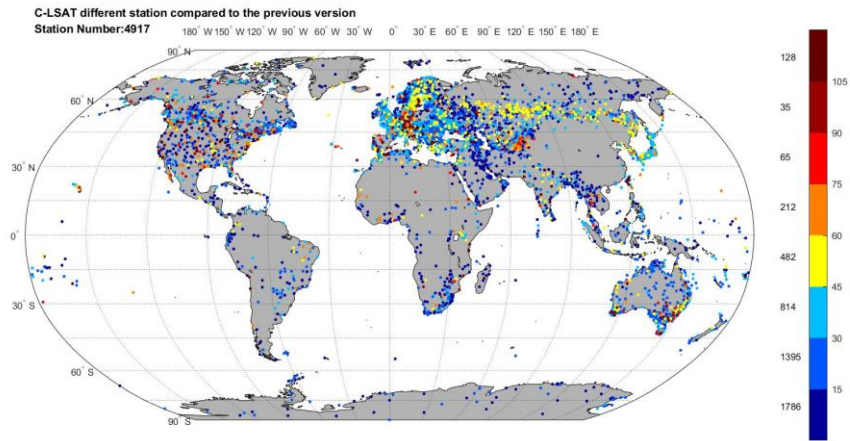 C-LSAT different station compared to the previous version
Station Number:4917
180° W 150° W 120° W 90° W 60° W 30° W 0° 30° E 60° E 90° E 120° E 150° E 180° E
90° N
60° N
30° N
0°
30° S
60° S
90° S
128
105
35
90
65
75
212
60
482
45
814
30
1395
15
1786